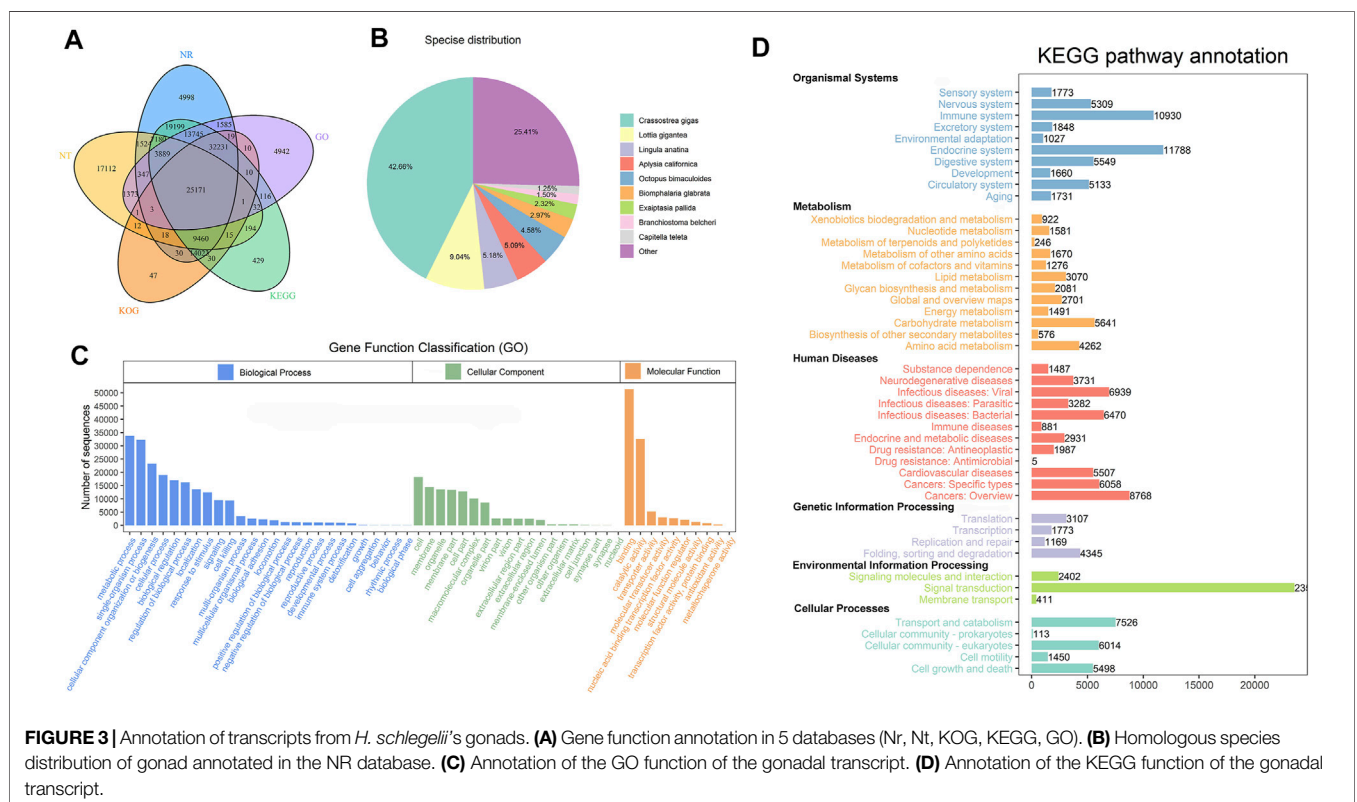 A
NR
4998
GO
4942
NT
17112
19199
1585
13745
19
1524
7180
3889
32231
10
347
10
1373
25171
3
1
1
116
32
12
18
9460
15
194
30
30
47
429
KOG
KEGG
B
Specise distribution
25.41%
42.66%
1.25%
1.50%
2.32%
2.97%
4.58%
5.09%
5.18%
9.04%
Crassostrea gigas
Lottia gigantea
Lingula anatina
Aplysia californica
Octopus bimaculoides
Biomphalaria glabrata
Exaiptasia pallida
Branchiostoma belcheri
Capitella teleta
Other
C
Gene Function Classification (GO)
Biological Process
Cellular Component
Molecular Function
Number of sequences
50000
45000
40000
35000
30000
25000
20000
15000
10000
5000
0
metabolic process
single-organism process
cellular component organization or biogenesis
cellular process
biological regulation
regulation of biological process
localization
response to stimulus
signaling
cell killing
multi-organism process
multicellular organismal process
biological adhesion
locomotion
positive regulation of biological process
negative regulation of biological process
reproduction
reproductive process
developmental process
immune system process
detoxification
growth
cell aggregation
behavior
rhythmic process
biological phase
cell
membrane
organelle
membrane part
cell part
macromolecular complex
organelle part
virion part
virion
extracellular region part
extracellular region
membrane-enclosed lumen
other organism part
other organism
extracellular matrix
cell junction
synapse part
synapse
nucleoid
binding
catalytic activity
transporter activity
molecular transducer activity
nucleic acid binding transcription factor activity
molecular function regulator
structural molecule activity
transcription factor activity, protein binding
antioxidant activity
metallochaperone activity
D
KEGG pathway annotation
Organismal Systems
Sensory system 1773
Nervous system 5309
Immune system 10930
Excretory system 1848
Environmental adaptation 1027
Endocrine system 11788
Digestive system 5549
Development 1660
Circulatory system 5133
Aging 1731
Metabolism
Xenobiotics biodegradation and metabolism 922
Nucleotide metabolism 1581
Metabolism of terpenoids and polyketides 246
Metabolism of other amino acids 1670
Metabolism of cofactors and vitamins 1276
Lipid metabolism 3070
Glycan biosynthesis and metabolism 2081
Global and overview maps 2701
Energy metabolism 1491
Carbohydrate metabolism 5641
Biosynthesis of other secondary metabolites 576
Amino acid metabolism 4262
Human Diseases
Substance dependence 1487
Neurodegenerative diseases 3731
Infectious diseases: Viral 6939
Infectious diseases: Parasitic 3282
Infectious diseases: Bacterial 6470
Immune diseases 881
Endocrine and metabolic diseases 2931
Drug resistance: Antineoplastic 1987
Drug resistance: Antimicrobial 5
Cardiovascular diseases 5507
Cancers: Specific types 6058
Cancers: Overview 8768
Genetic Information Processing
Translation 3107
Transcription 1773
Replication and repair 1169
Folding, sorting and degradation 4345
Environmental Information Processing
Signaling molecules and interaction 2402
Signal transduction
Membrane transport 411
Cellular Processes
Transport and catabolism 7526
Cellular community - prokaryotes 113
Cellular community - eukaryotes 6014
Cell motility 1450
Cell growth and death 5498
0 5000 10000 15000 20000
FIGURE 3 | Annotation of transcripts from H. schlegelii's gonads. (A) Gene function annotation in 5 databases (Nr, Nt, KOG, KEGG, GO). (B) Homologous species
distribution of gonad annotated in the NR database. (C) Annotation of the GO function of the gonadal transcript. (D) Annotation of the KEGG function of the gonadal
transcript.